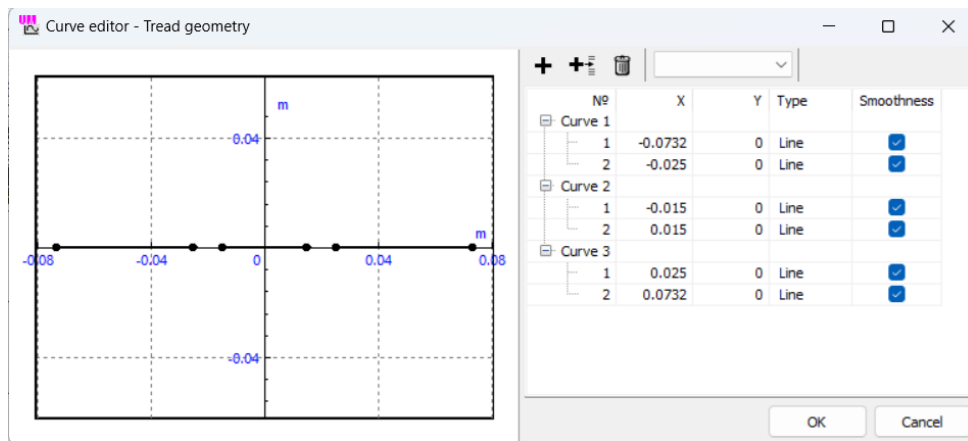 UM Curve editor - Tread geometry
m
0.04
m
-0.08 -0.04 0 0.04 0.08
-0.04
Nº X Y Type Smoothness
Curve 1
1 -0.0732 0 Line
2 -0.025 0 Line
Curve 2
1 -0.015 0 Line
2 0.015 0 Line
Curve 3
1 0.025 0 Line
2 0.0732 0 Line
OK Cancel